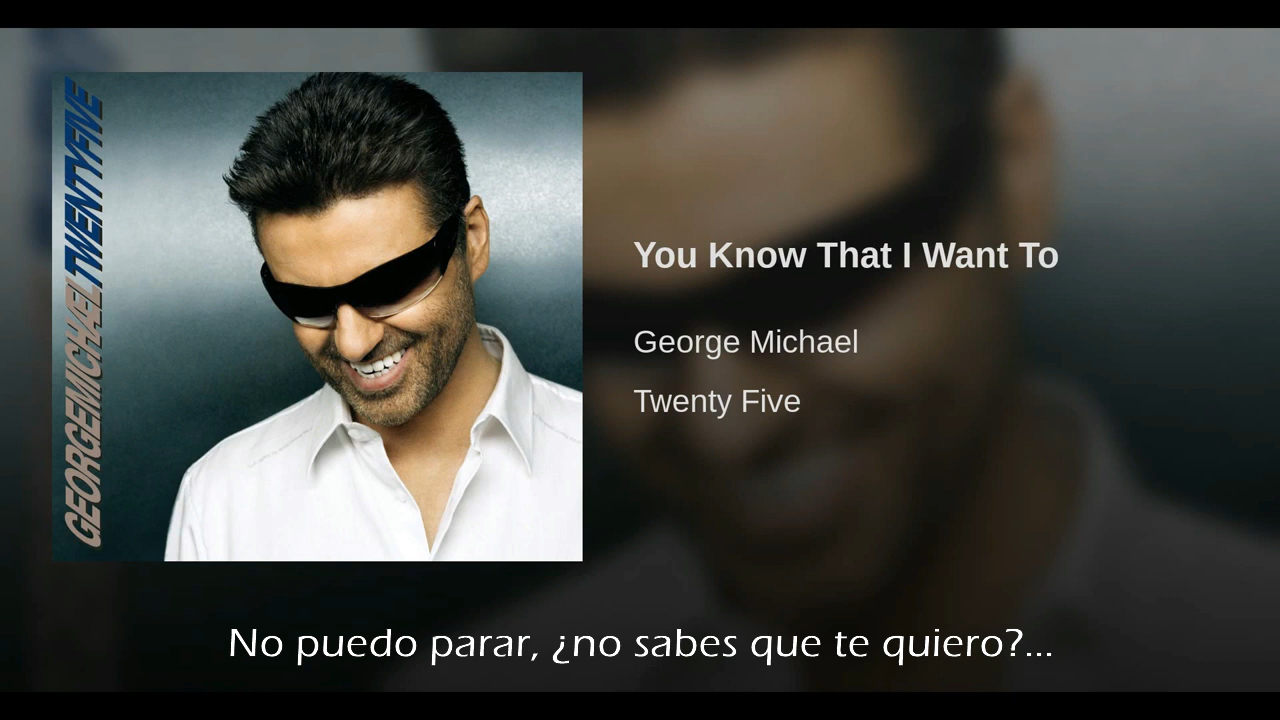 GEORGEMICHAELTWENTYFIVE
You Know That I Want To
George Michael
Twenty Five
No puedo parar, ¿no sabes que te quiero?...